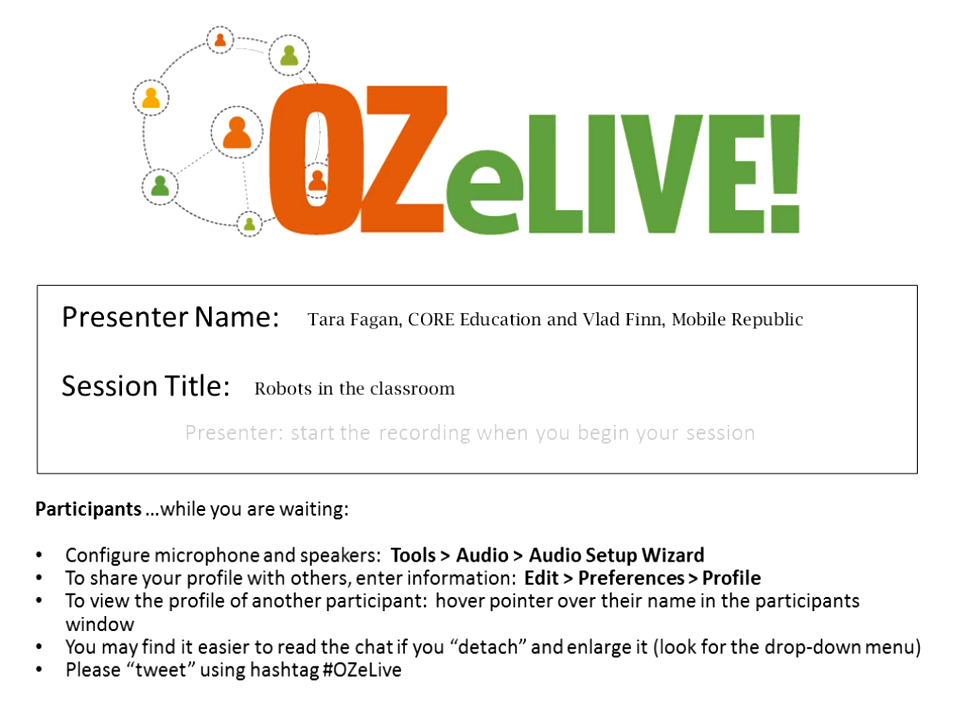 OZeLIVE!
Presenter Name: Tara Fagan, CORE Education and Vlad Finn, Mobile Republic
Session Title: Robots in the classroom
Presenter: start the recording when you begin your session
Participants ...while you are waiting:
• Configure microphone and speakers: Tools > Audio > Audio Setup Wizard
• To share your profile with others, enter information: Edit > Preferences > Profile
• To view the profile of another participant: hover pointer over their name in the participants
window
• You may find it easier to read the chat if you “detach” and enlarge it (look for the drop-down menu)
• Please “tweet” using hashtag #OZeLive